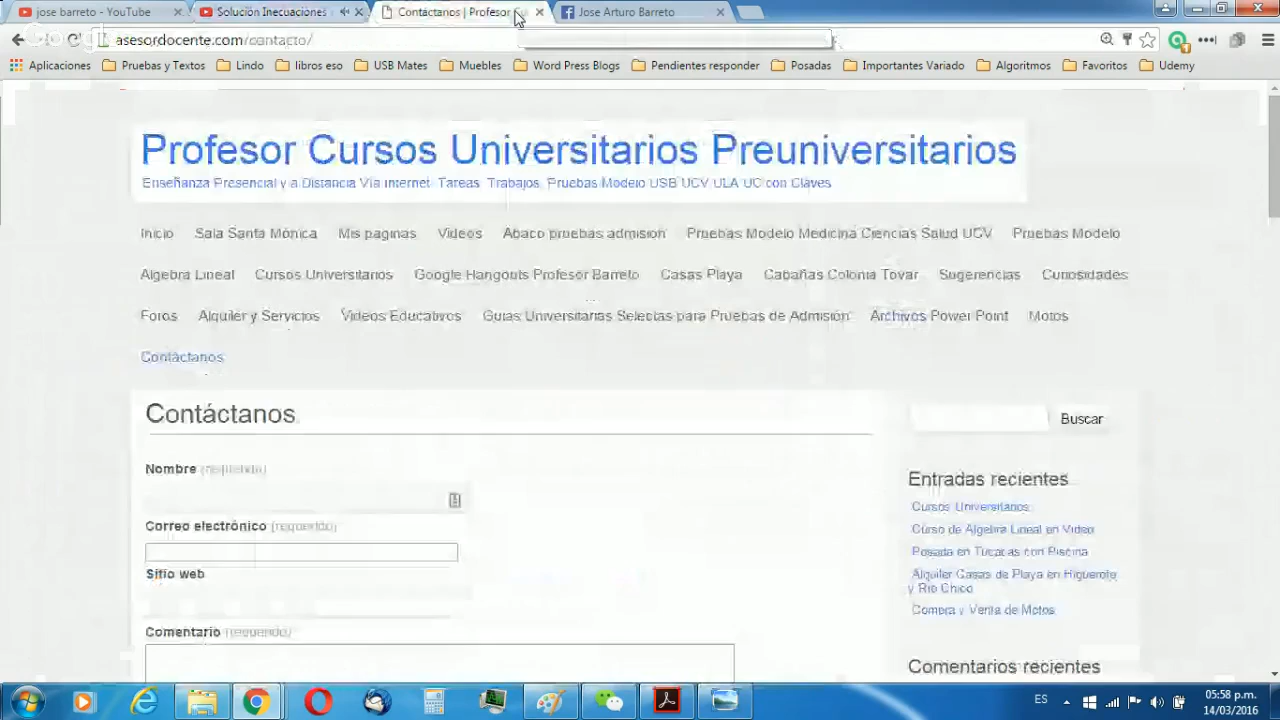 jose barreto - YouTube
Solución Inecuaciones
Contáctanos | Profesor Cu
Jose Arturo Barreto
asesordocente.com/contacto/
Aplicaciones
Pruebas y Textos
Lindo
libros eso
USB Mates
Muebles
Word Press Blogs
Pendientes responder
Posadas
Importantes Variado
Algoritmos
Favoritos
Udemy
Profesor Cursos Universitarios Preuniversitarios
Enseñanza Presencial y a Distancia Vía internet. Tareas, Trabajos, Pruebas Modelo USB UCV ULA UC con Claves
Inicio Sala Santa Mónica Mis paginas Videos Abaco pruebas admision Pruebas Modelo Medicina Ciencias Salud UCV Pruebas Modelo
Algebra Lineal Cursos Universitarios Google Hangouts Profesor Barreto Casas Playa Cabañas Colonia Tovar Sugerencias Curiosidades
Foros Alquiler y Servicios Videos Educativos Guias Universitarias Selectas para Pruebas de Admisión Archivos Power Point Motos
Contáctanos
Contáctanos
Buscar
Nombre (requerido)
Correo electrónico (requerido)
Sitio web
Comentario (requerido)
Entradas recientes
Cursos Universitarios
Curso de Algebra Lineal en Video
Posada en Tucacas con Piscina
Alquiler Casas de Playa en Higuerote
y Rio Chico
Compra y Venta de Motos
Comentarios recientes
ES
05:58 p.m.
14/03/2016